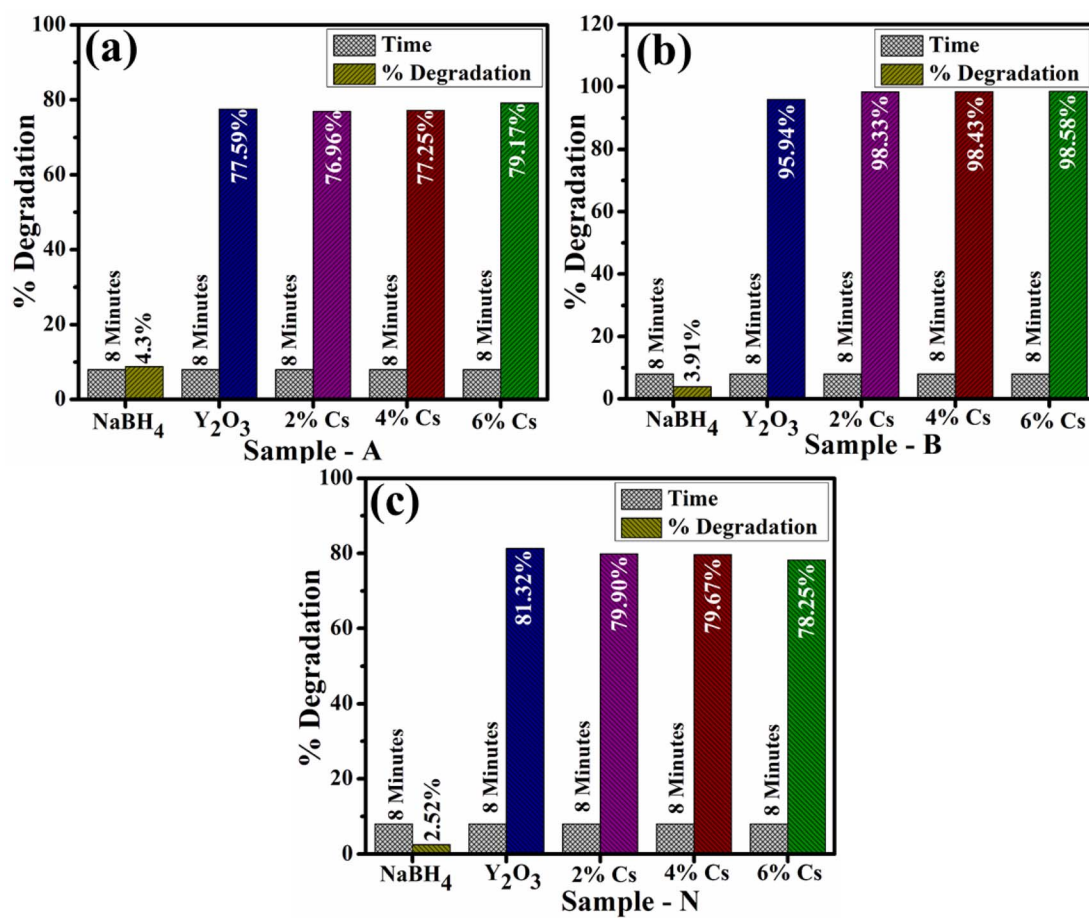 (a)
Time
% Degradation
% Degradation
100
80
60
40
20
0
8 Minutes
4.3%
8 Minutes
77.59%
8 Minutes
76.96%
8 Minutes
77.25%
8 Minutes
79.17%
NaBH4
Y2O3
2% Cs
4% Cs
6% Cs
Sample - A
(b)
Time
% Degradation
% Degradation
120
100
80
60
40
20
0
8 Minutes
3.91%
8 Minutes
95.94%
8 Minutes
98.33%
8 Minutes
98.43%
8 Minutes
98.58%
NaBH4
Y2O3
2% Cs
4% Cs
6% Cs
Sample - B
(c)
Time
% Degradation
% Degradation
100
80
60
40
20
0
8 Minutes
2.52%
8 Minutes
81.32%
8 Minutes
79.90%
8 Minutes
79.67%
8 Minutes
78.25%
NaBH4
Y2O3
2% Cs
4% Cs
6% Cs
Sample - N